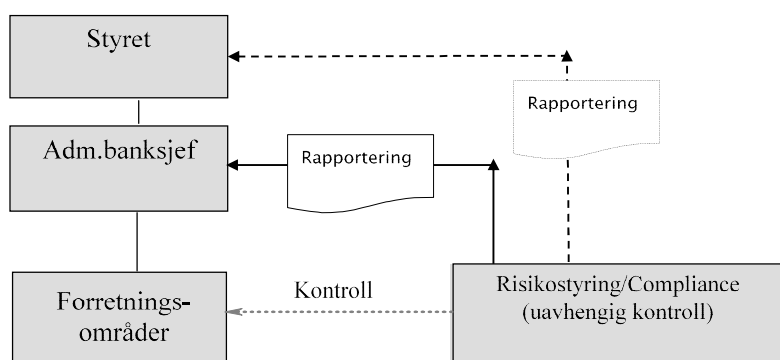 Styret
Rapportering
Adm.banksjef
Rapportering
Forretnings-
områder
Kontroll
Risikostyring/Compliance
(uavhengig kontroll)